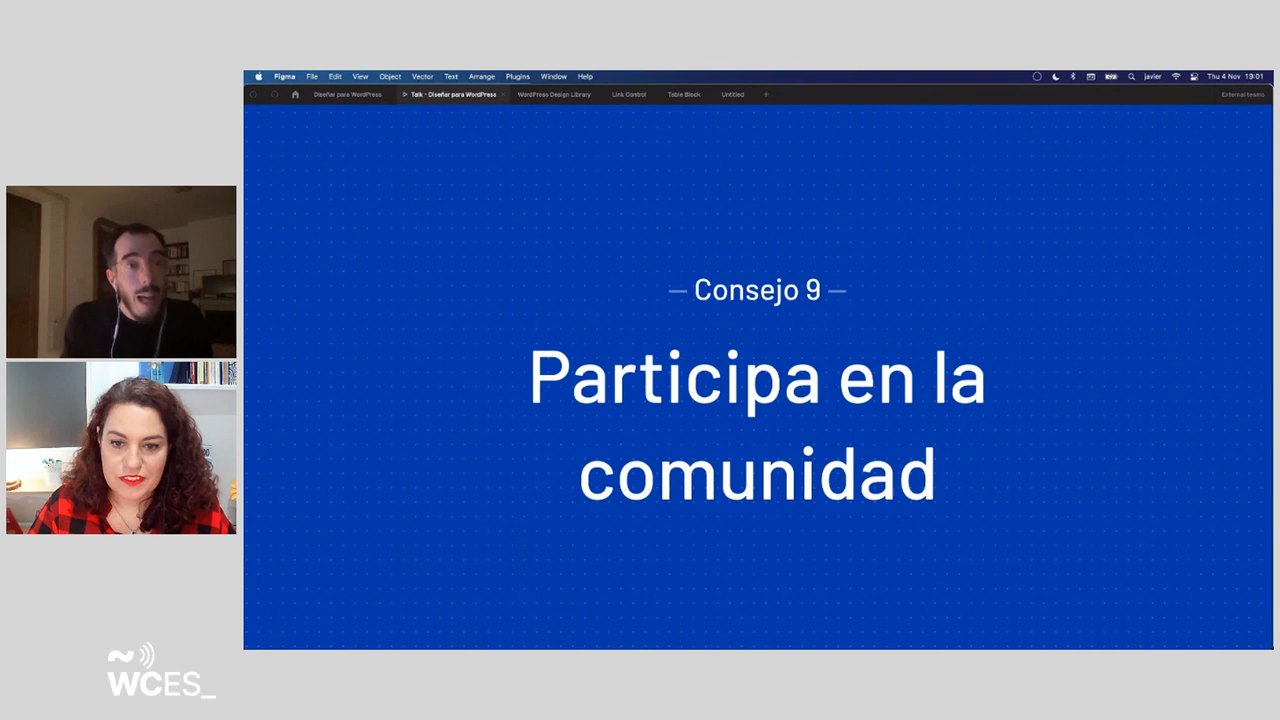 Figma File Edit View Object Vector Text Arrange Plugins Window Help
javier Thu 4 Nov 19:01
Diseñar para WordPress Talk - Diseñar para WordPress WordPress Design Library Link Control Table Block Untitled
External teams
— Consejo 9 —
Participa en la
comunidad
WCES_